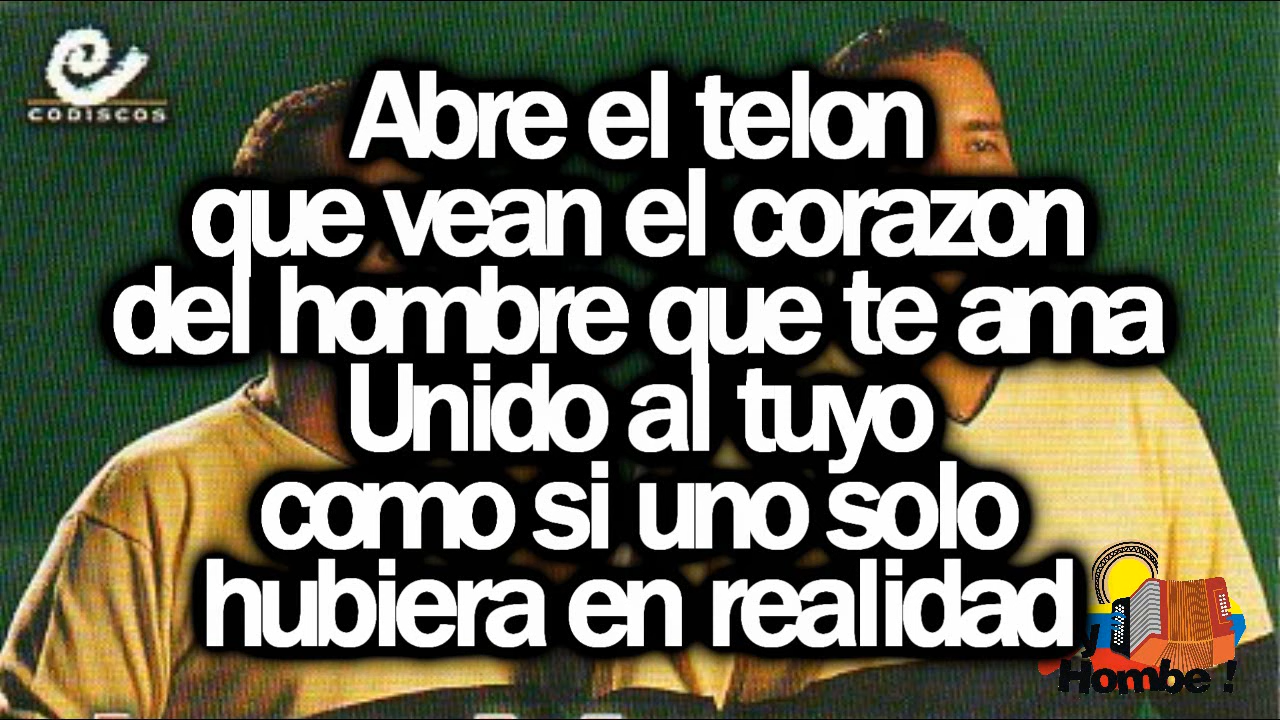 CODISCOS
Abre el telon
que vean el corazon
del hombre que te ama
Unido al tuyo
como si uno solo
hubiera en realidad
y
Hombe !